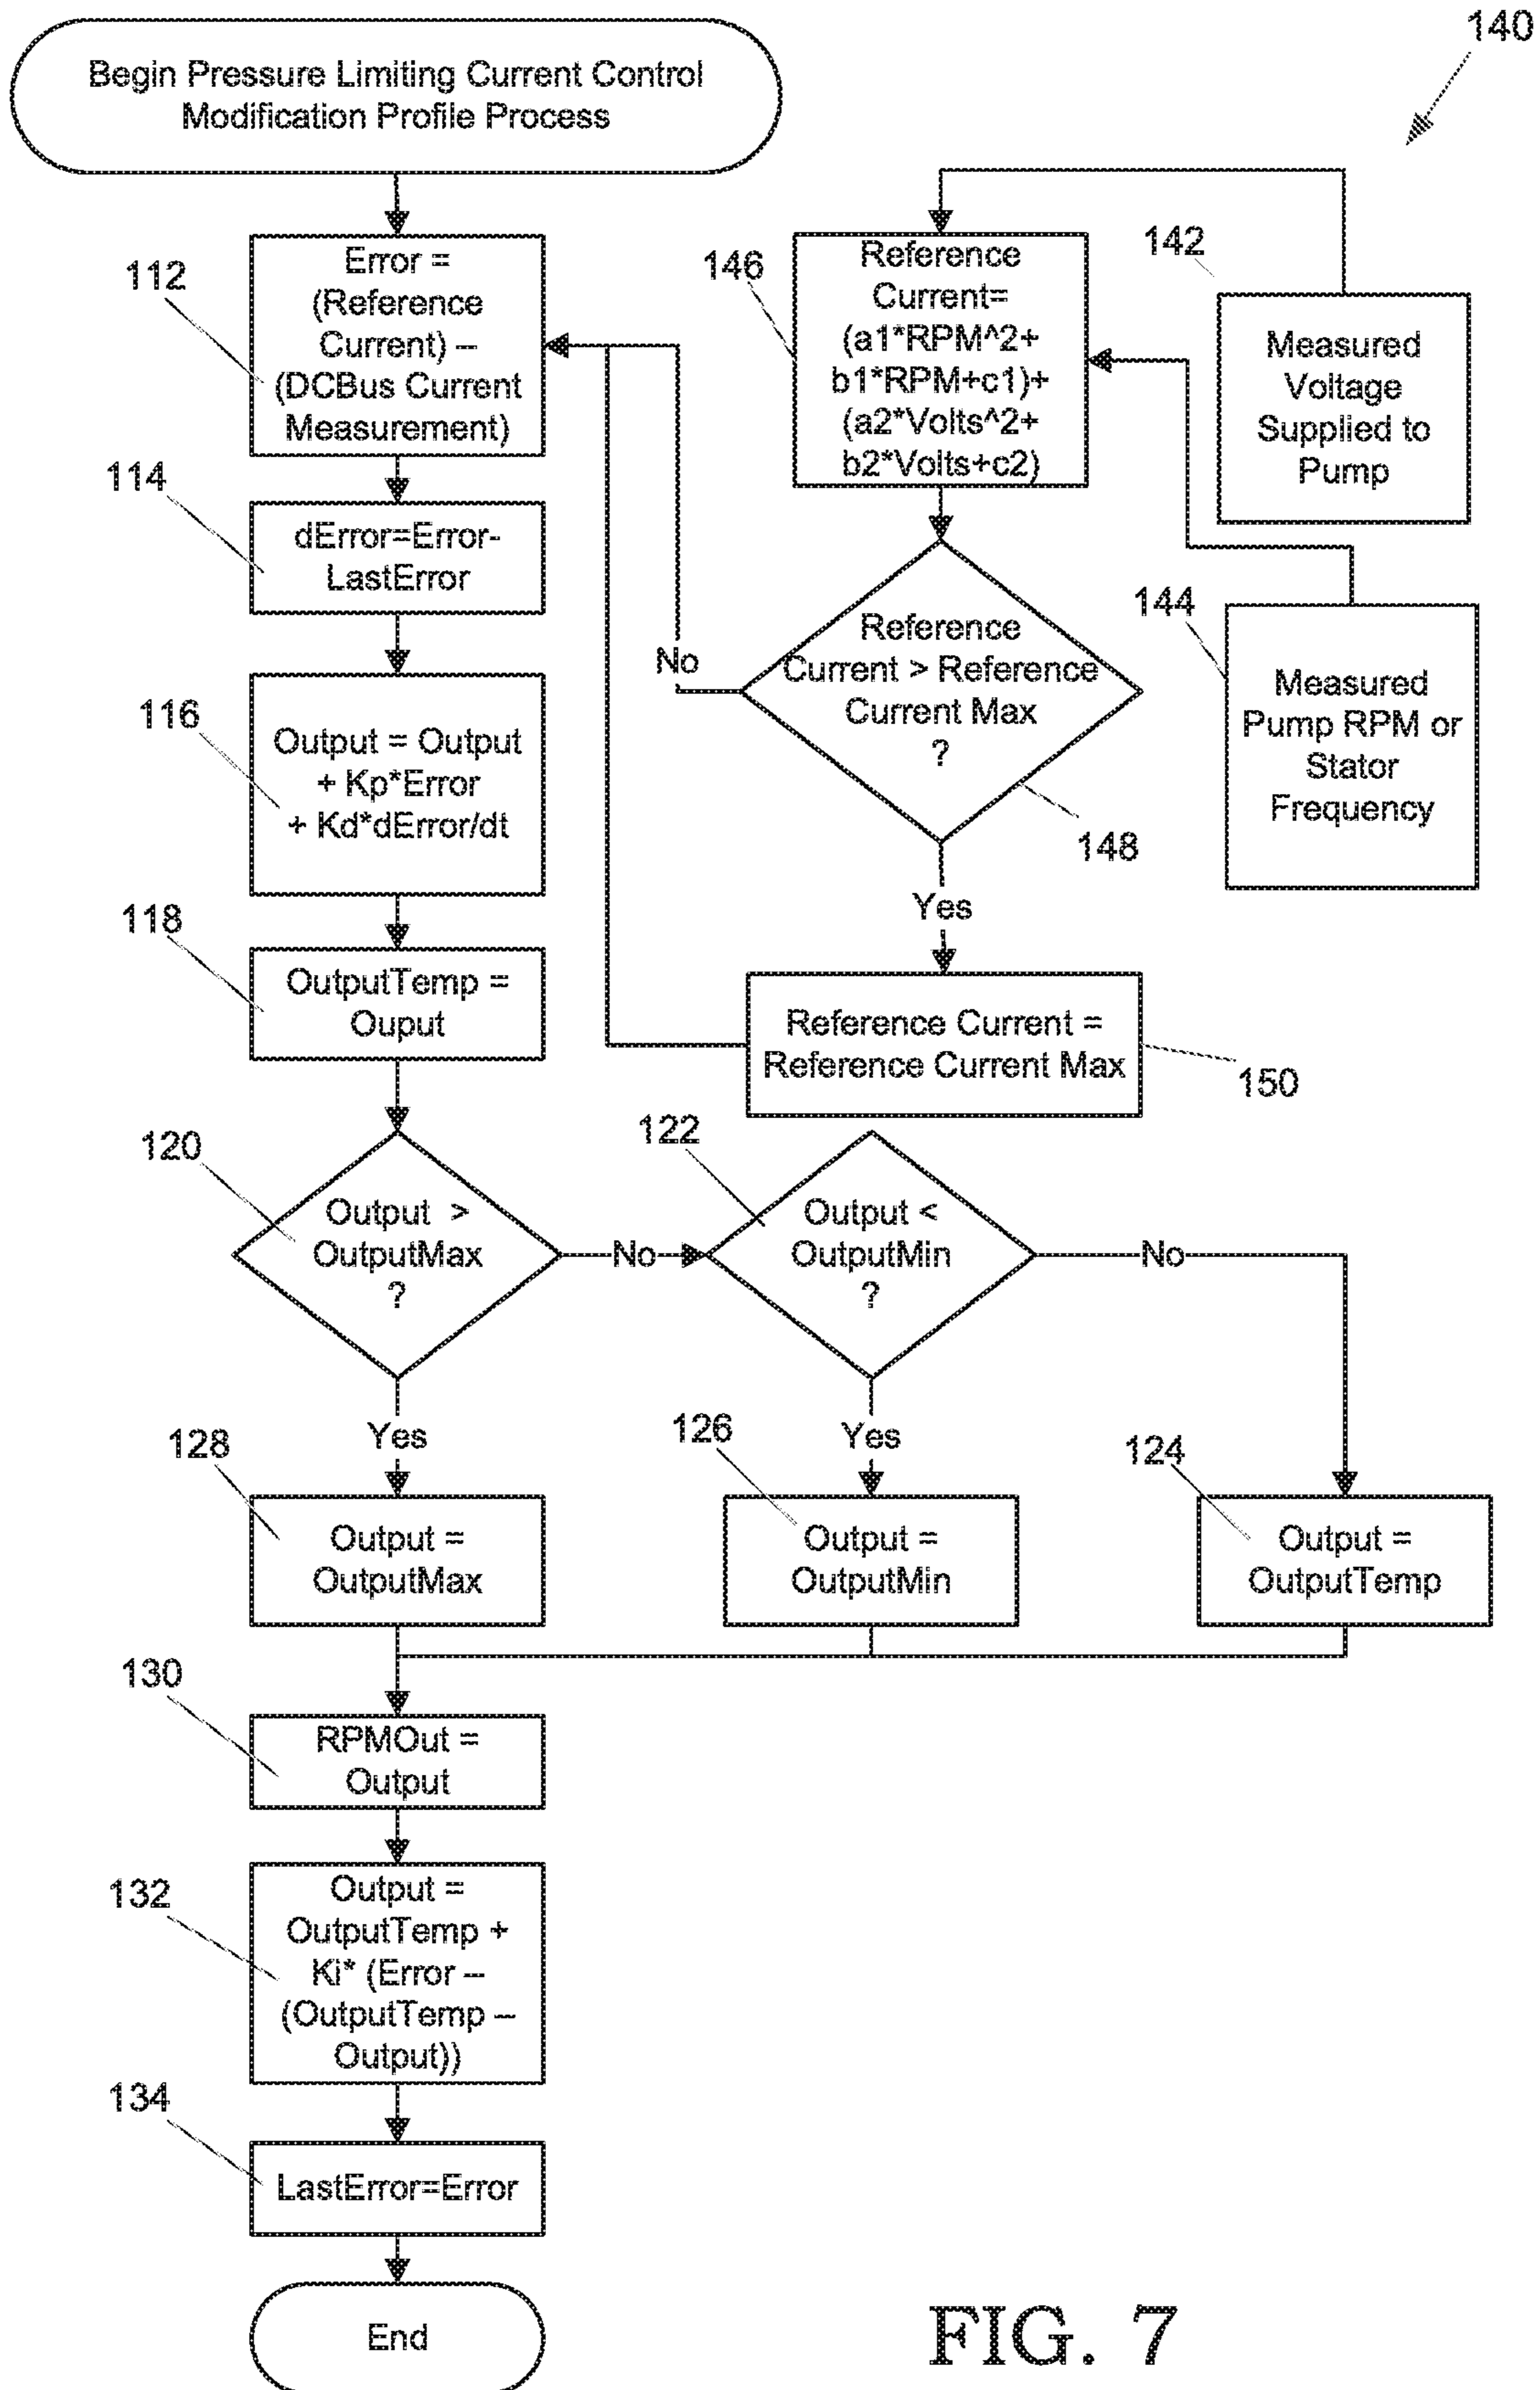 Begin Pressure Limiting Current Control
Modification Profile Process
140
112
Error =
(Reference
Current) –
(DCBus Current
Measurement)
146
Reference
Current=
(a1*RPM^2+
b1*RPM+c1)+
(a2*Volts^2+
b2*Volts+c2)
142
Measured
Voltage
Supplied to
Pump
114
dError=Error-
LastError
144
Measured
Pump RPM or
Stator
Frequency
Reference
Current > Reference
Current Max
?
No
148
Yes
116
Output = Output
+ Kp*Error
+ Kd*dError/dt
118
OutputTemp =
Ouput
Reference Current =
Reference Current Max
150
120
Output >
OutputMax
?
No
122
Output <
OutputMin
?
No
Yes
Yes
128
Output =
OutputMax
126
Output =
OutputMin
124
Output =
OutputTemp
130
RPMOut =
Output
132
Output =
OutputTemp +
Ki* (Error –
(OutputTemp –
Output))
134
LastError=Error
End
FIG. 7